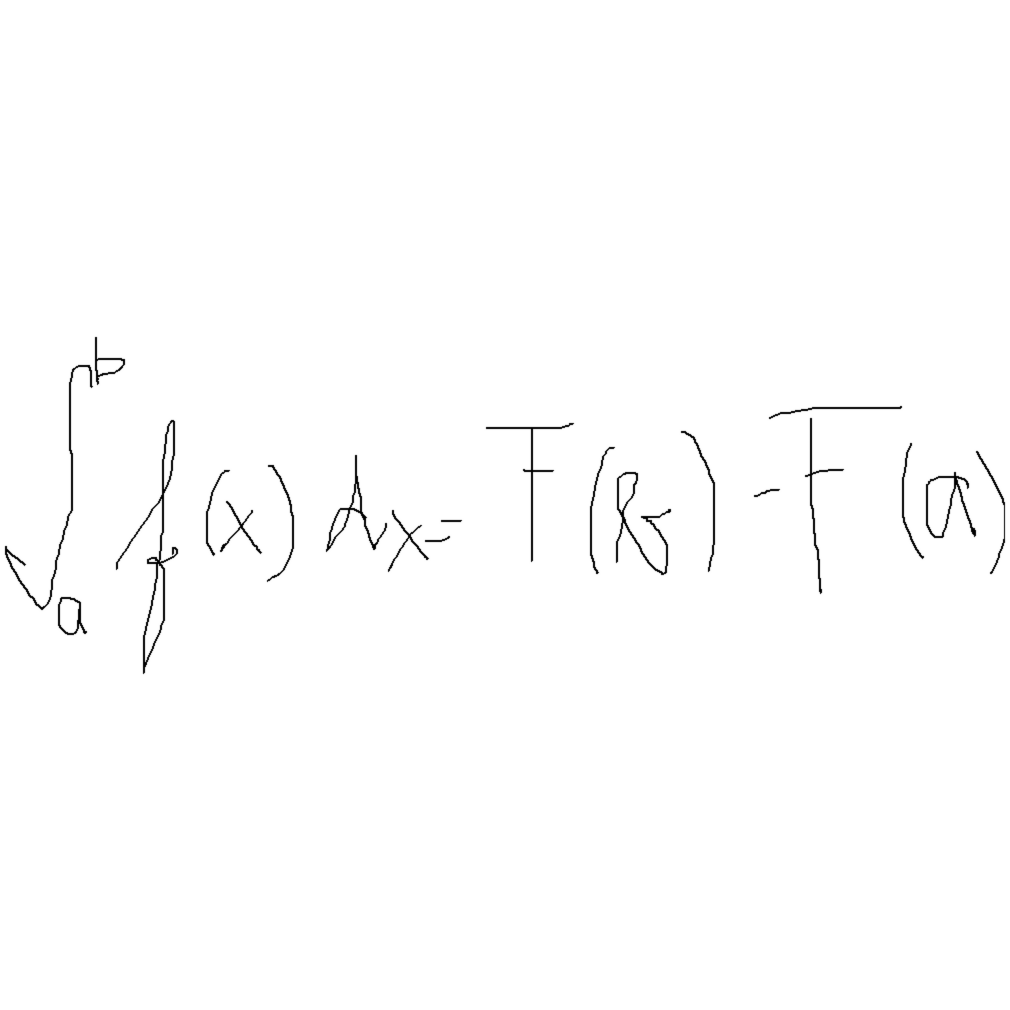 ∫_a^b f(x) dx = F(b) - F(a)